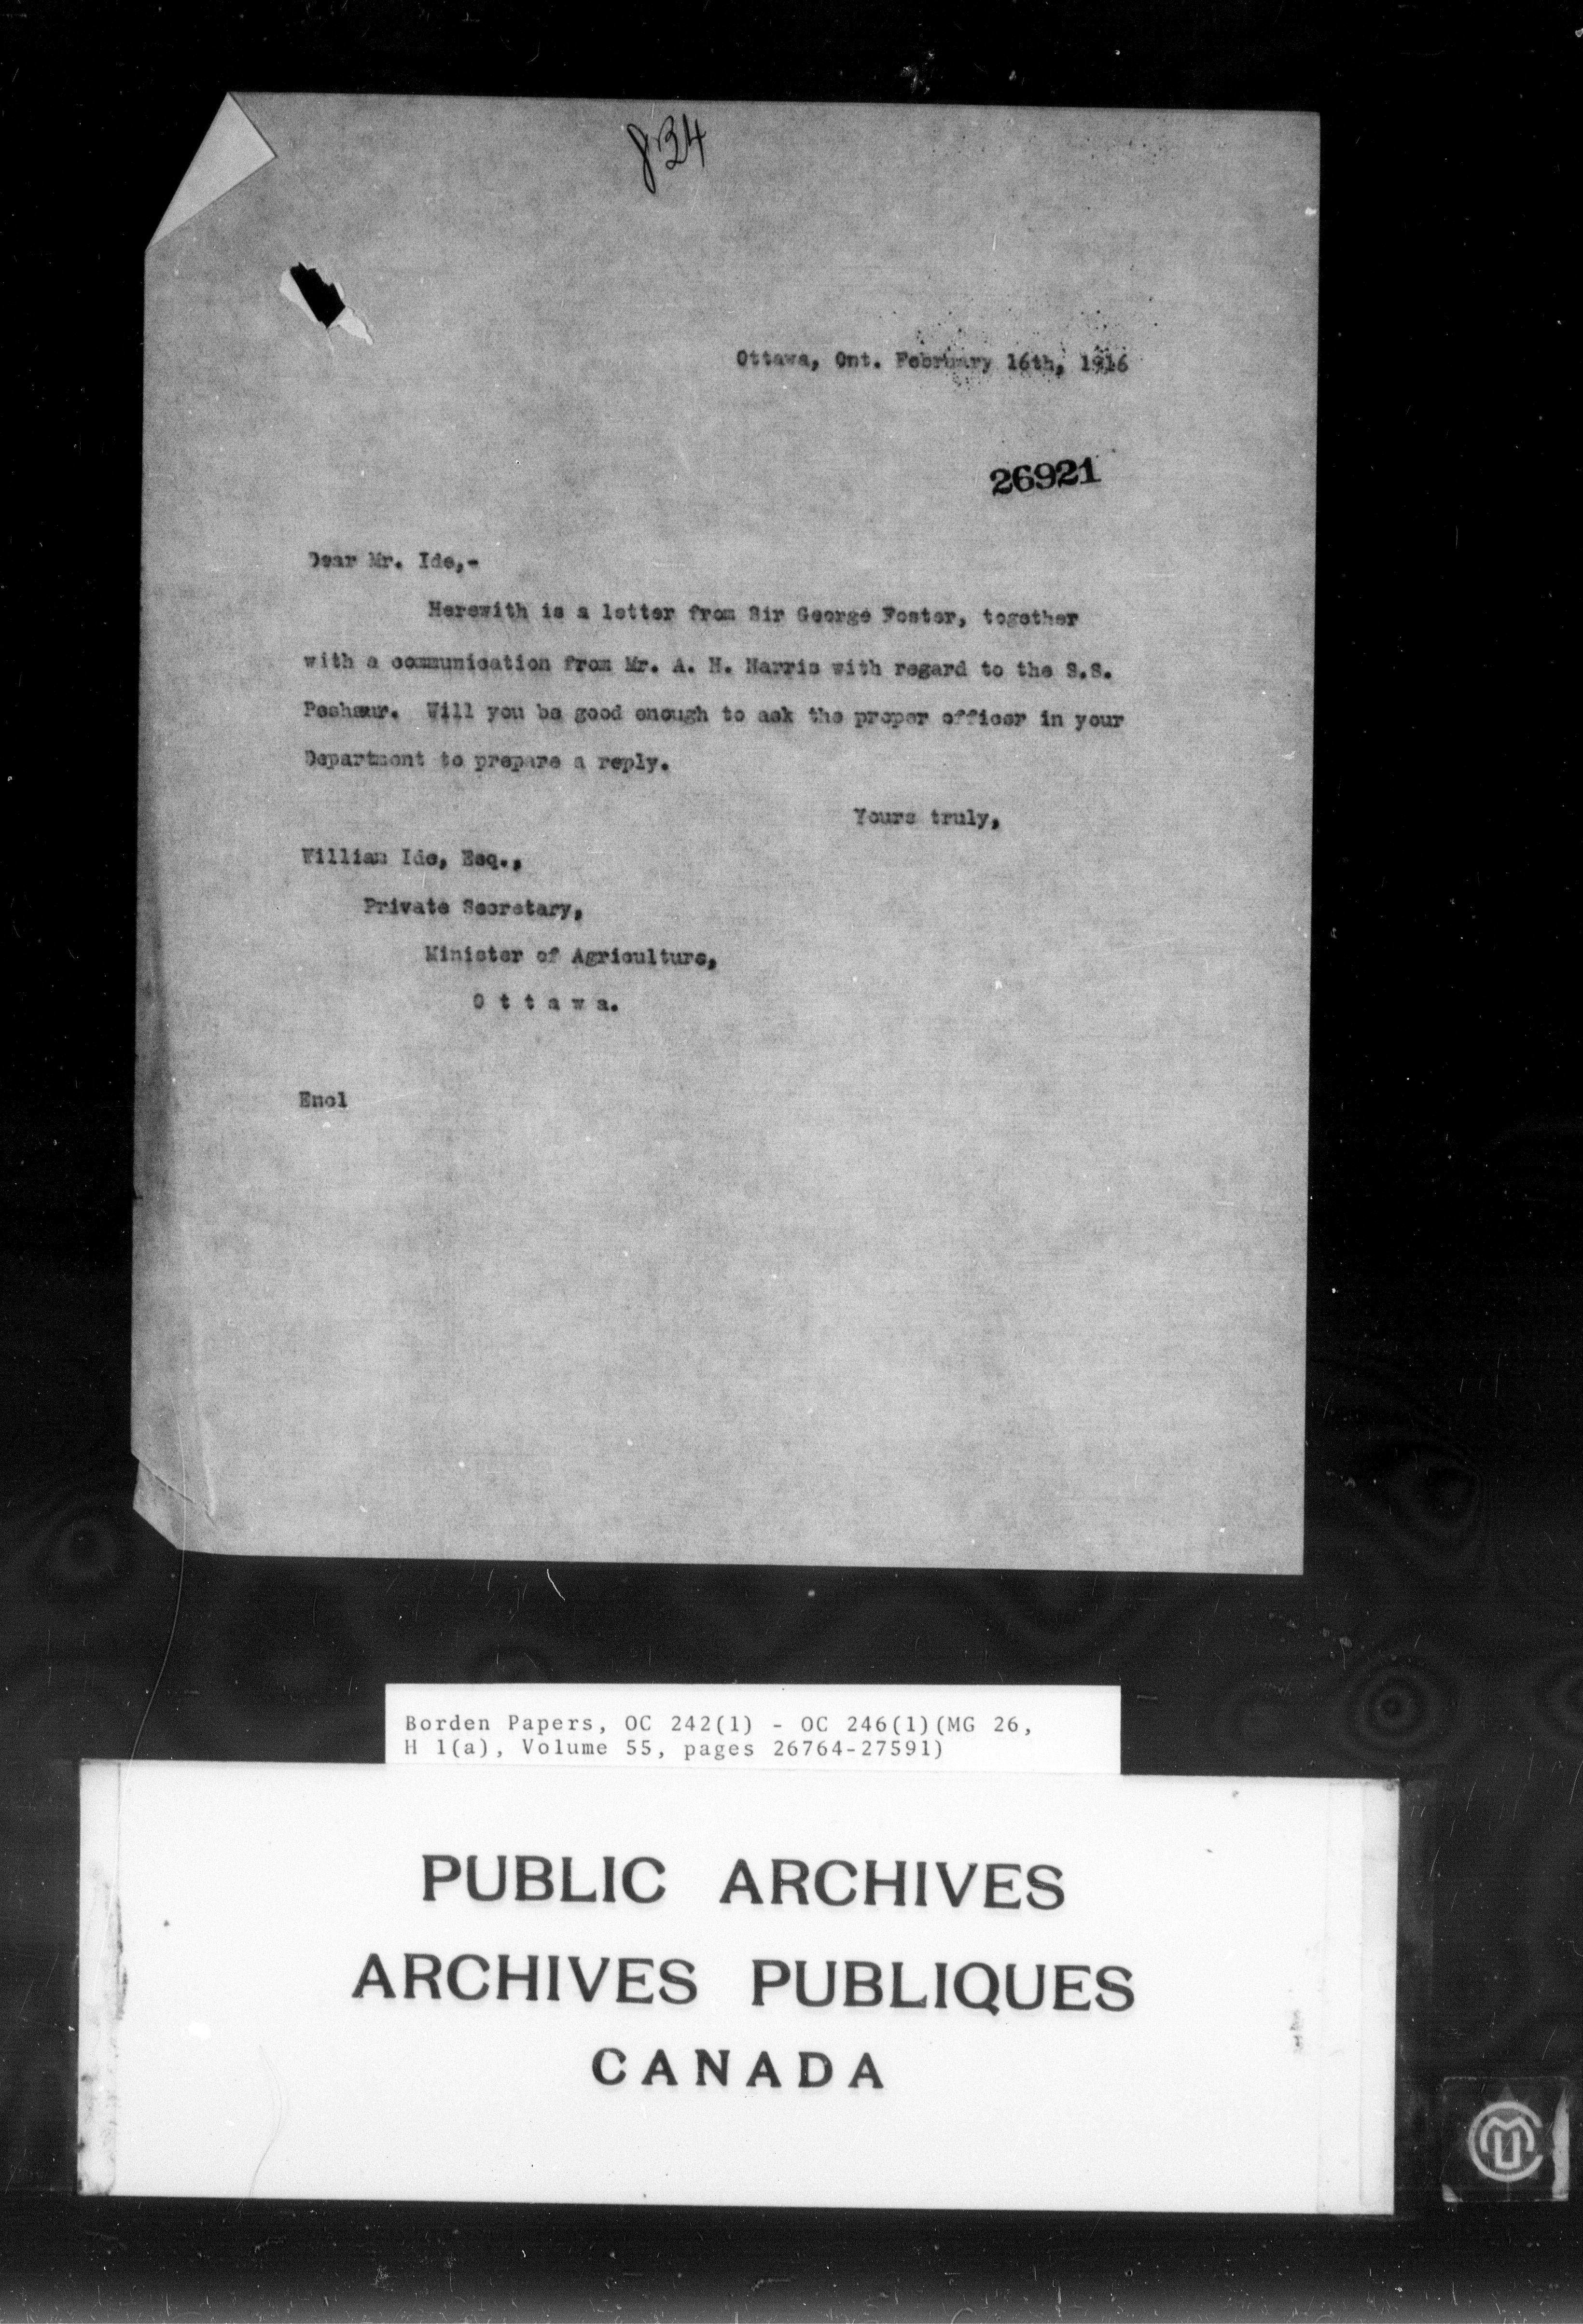 834
Ottawa, Ont. February 16th, 1916
26921
Dear Mr. Ide,-
Herewith is a letter from Sir George Foster, together
with a communication from Mr. A. H. Harris with regard to the S.S.
Peshaur. Will you be good enough to ask the proper officer in your
Department to prepare a reply.
Yours truly,
William Ide, Esq.,
Private Secretary,
Minister of Agriculture,
O t t a w a.
Encl
Borden Papers, OC 242(1) - OC 246(1)(MG 26,
H 1(a), Volume 55, pages 26764-27591)
PUBLIC ARCHIVES
ARCHIVES PUBLIQUES
CANADA